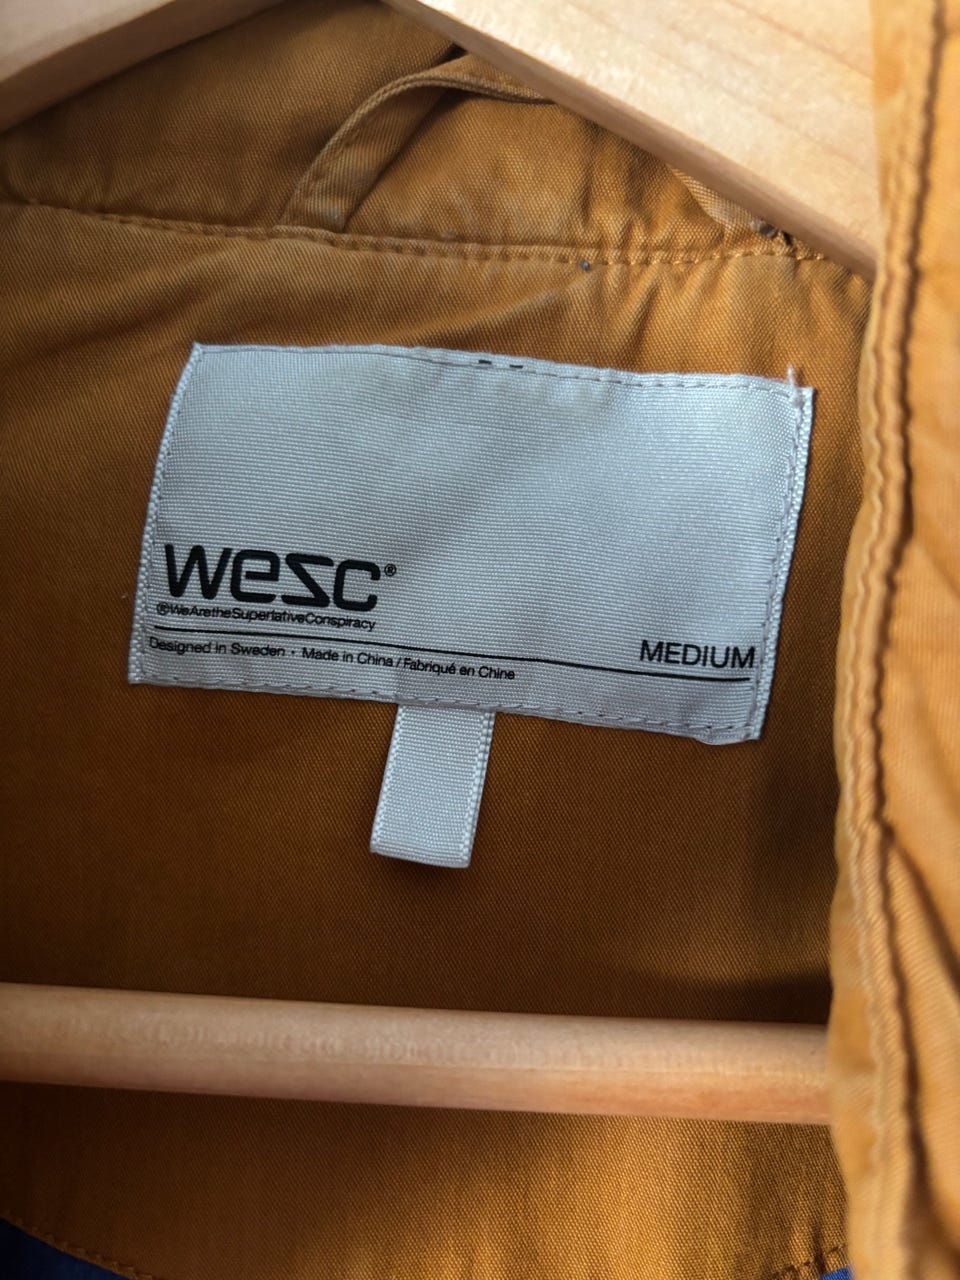 wesc®
®WeAretheSuperlativeConspiracy
MEDIUM
Designed in Sweden · Made in China / Fabriqué en Chine